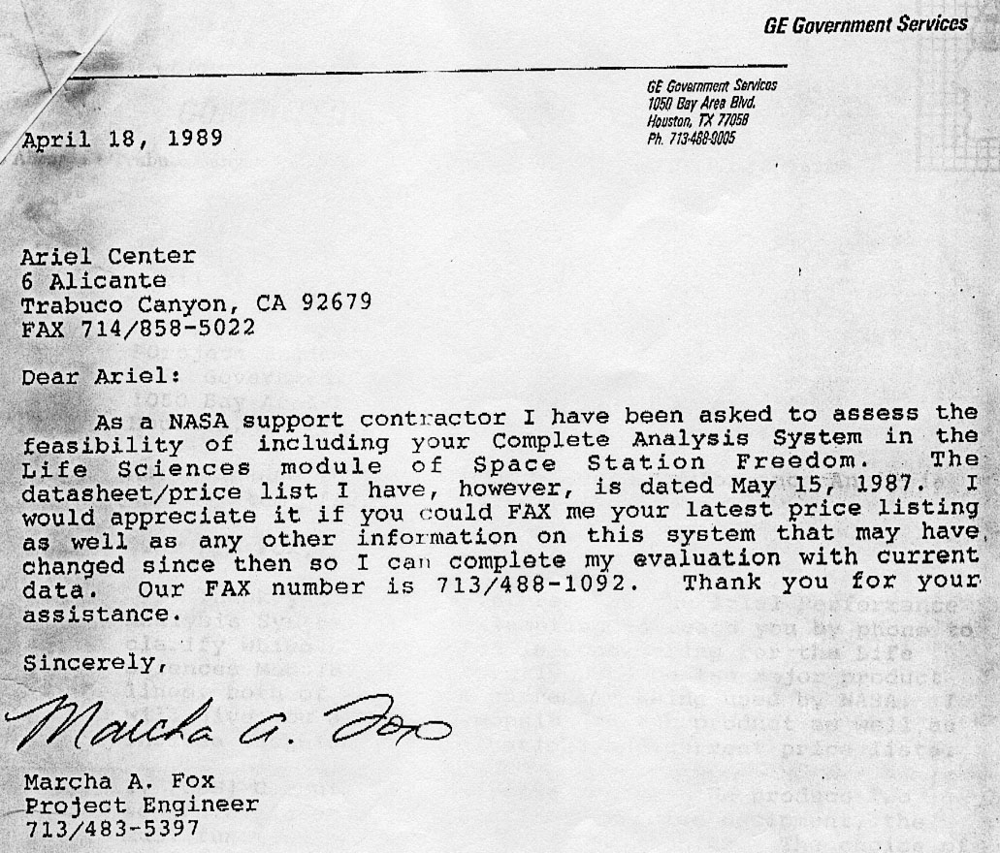 GE Government Services
GE Government Services
1050 Bay Area Blvd.
Houston, TX 77058
Ph. 713-488-9005
April 18, 1989
Ariel Center
6 Alicante
Trabuco Canyon, CA 92679
FAX 714/858-5022
Dear Ariel:
As a NASA support contractor I have been asked to assess the
feasibility of including your Complete Analysis System in the
Life Sciences module of Space Station Freedom. The
datasheet/price list I have, however, is dated May 15, 1987. I
would appreciate it if you could FAX me your latest price listing
as well as any other information on this system that may have
changed since then so I can complete my evaluation with current
data. Our FAX number is 713/488-1092. Thank you for your
assistance.
Sincerely,
Marcha A. Fox
Marcha A. Fox
Project Engineer
713/483-5397